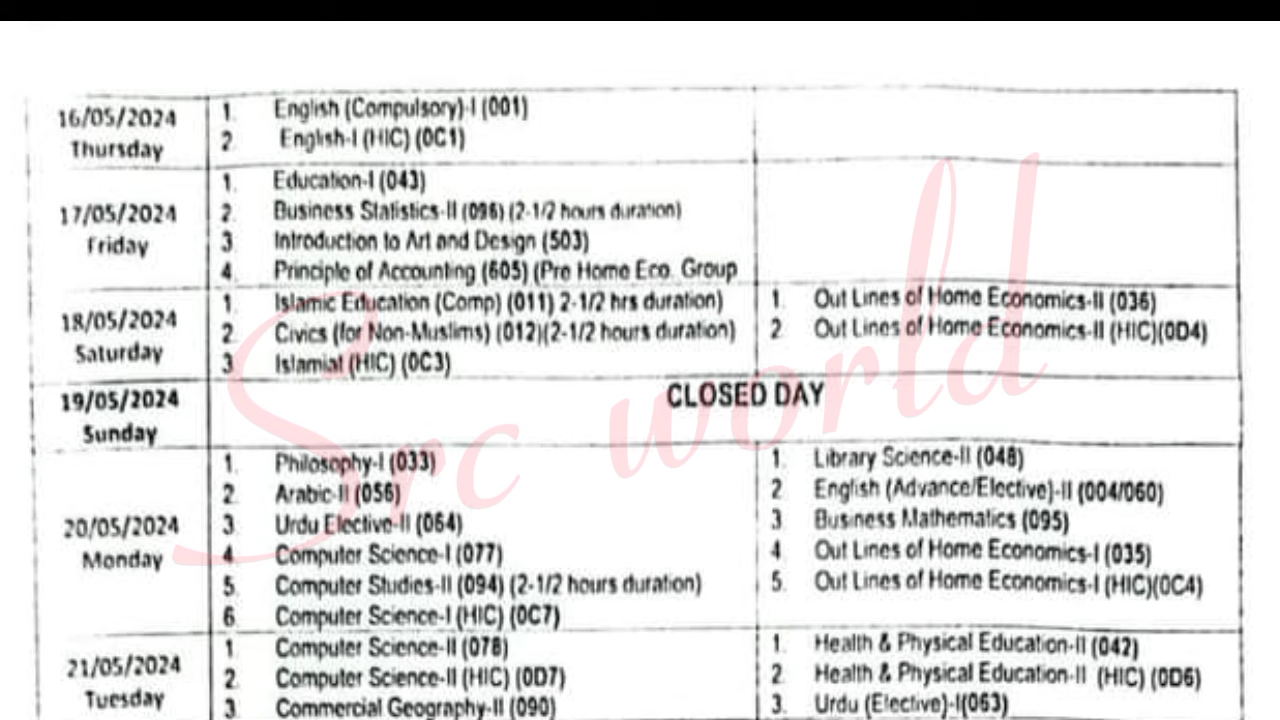 16/05/2024
Thursday
1. English (Compulsory)-I (001)
2. English-I (HIC) (0C1)
17/05/2024
Friday
1. Education-I (043)
2. Business Statistics-II (096) (2-1/2 hours duration)
3. Introduction to Art and Design (503)
4. Principle of Accounting (605) (Pre Home Eco. Group
18/05/2024
Saturday
1. Islamic Education (Comp) (011) 2-1/2 hrs duration)
2. Civics (for Non-Muslims) (012)(2-1/2 hours duration)
3. Islamiat (HIC) (0C3)
1. Out Lines of Home Economics-II (036)
2. Out Lines of Home Economics-II (HIC)(0D4)
19/05/2024
Sunday
CLOSED DAY
20/05/2024
Monday
1. Philosophy-I (033)
2. Arabic-II (056)
3. Urdu Elective-II (064)
4. Computer Science-I (077)
5. Computer Studies-II (094) (2-1/2 hours duration)
6. Computer Science-I (HIC) (0C7)
1. Library Science-II (048)
2. English (Advance/Elective)-II (004/060)
3. Business Mathematics (095)
4. Out Lines of Home Economics-I (035)
5. Out Lines of Home Economics-I (HIC)(0C4)
21/05/2024
Tuesday
1. Computer Science-II (078)
2. Computer Science-II (HIC) (0D7)
3. Commercial Geography-II (090)
1. Health & Physical Education-II (042)
2. Health & Physical Education-II (HIC) (0D6)
3. Urdu (Elective)-I(063)
Src world